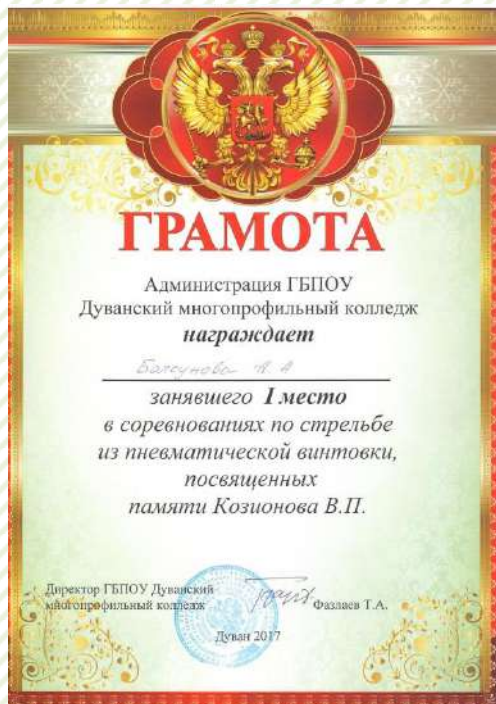 ГРАМОТА
Администрация ГБПОУ
Дуванский многопрофильный колледж
награждает
занявшего I место
в соревнованиях по стрельбе
из пневматической винтовки,
посвященных
памяти Козионова В.П.
Директор ГБПОУ Дуванский
многопрофильный колледж Фазлаев Т.А.
Дуван 2017